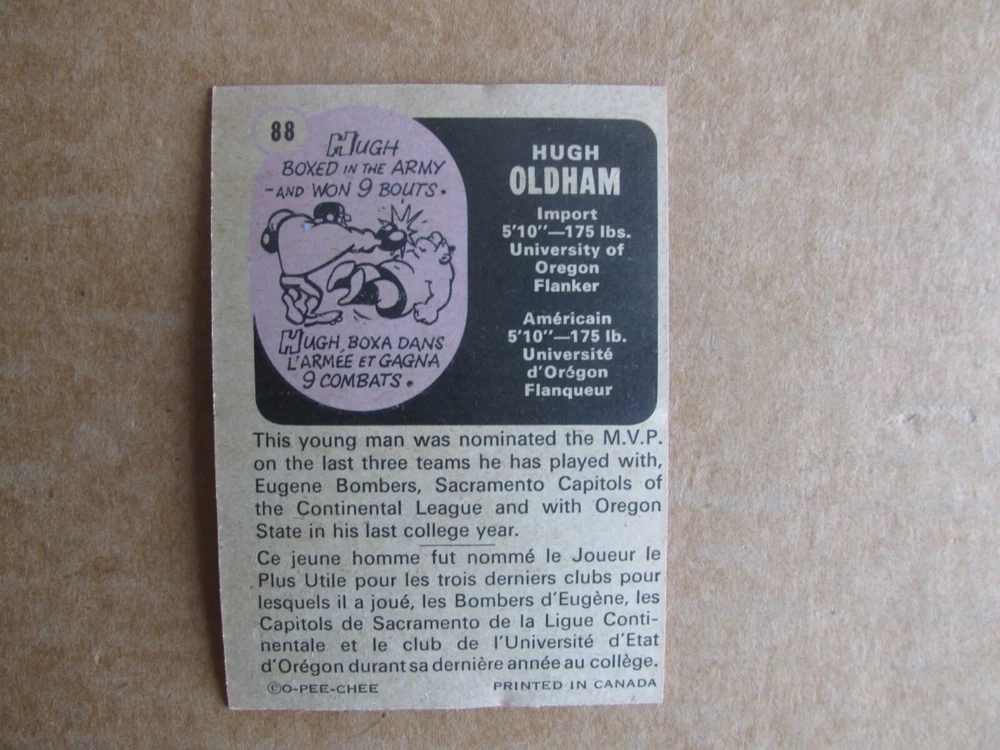 88
HUGH
BOXED IN THE ARMY
-AND WON 9 BOUTS.
HUGH BOXA DANS
L'ARMÉE ET GAGNA
9 COMBATS.
HUGH
OLDHAM
Import
5'10"—175 lbs.
University of
Oregon
Flanker
Américain
5'10"—175 lb.
Université
d'Orégon
Flanqueur
This young man was nominated the M.V.P.
on the last three teams he has played with,
Eugene Bombers, Sacramento Capitols of
the Continental League and with Oregon
State in his last college year.
Ce jeune homme fut nommé le Joueur le
Plus Utile pour les trois derniers clubs pour
lesquels il a joué, les Bombers d'Eugène, les
Capitols de Sacramento de la Ligue Conti-
nentale et le club de l'Université d'Etat
d'Orégon durant sa dernière année au collège.
©O-PEE-CHEE
PRINTED IN CANADA